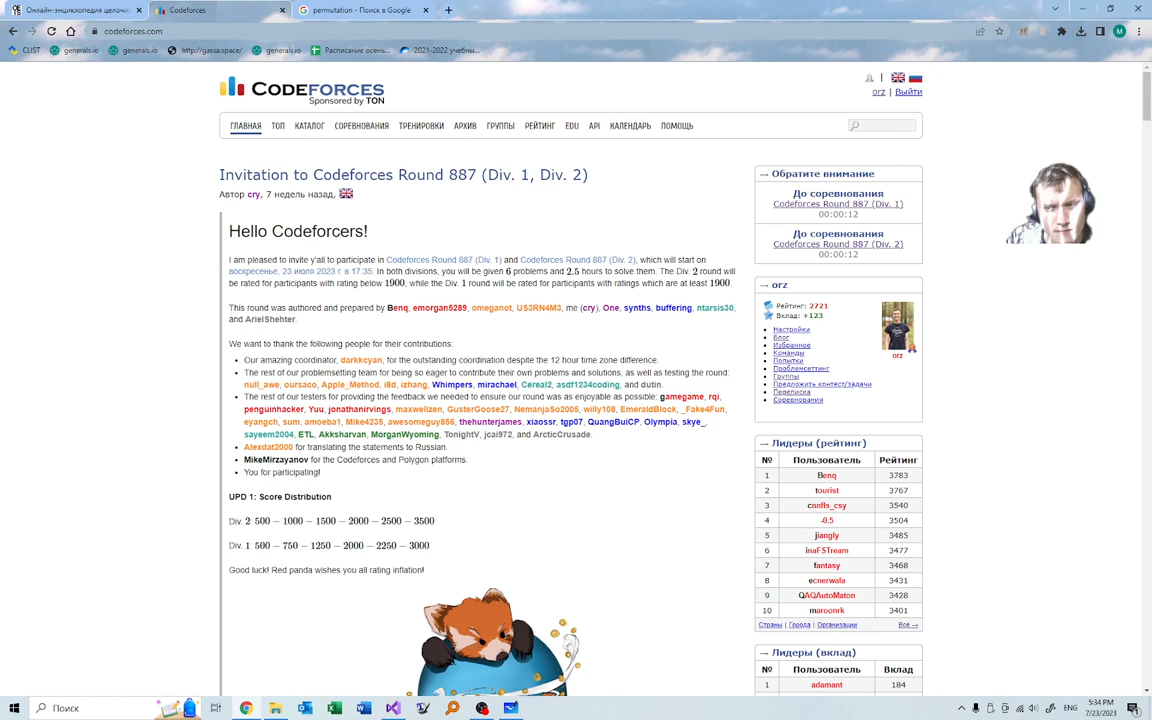 Онлайн-энциклопедия целочи
Codeforces
permutation - Поиск в Google
codeforces.com
CLIST
generals.io
generals.io
http://gassa.space/
generals.io
Расписание осень...
2021-2022 учебны...
CODEFORCES
Sponsored by TON
orz | Выйти
ГЛАВНАЯ ТОП КАТАЛОГ СОРЕВНОВАНИЯ ТРЕНИРОВКИ АРХИВ ГРУППЫ РЕЙТИНГ EDU API КАЛЕНДАРЬ ПОМОЩЬ
Invitation to Codeforces Round 887 (Div. 1, Div. 2)
Автор cry, 7 недель назад,
Hello Codeforcers!
I am pleased to invite y'all to participate in Codeforces Round 887 (Div. 1) and Codeforces Round 887 (Div. 2), which will start on
воскресенье, 23 июля 2023 г. в 17:35. In both divisions, you will be given 6 problems and 2.5 hours to solve them. The Div. 2 round will
be rated for participants with rating below 1900, while the Div. 1 round will be rated for participants with ratings which are at least 1900.
This round was authored and prepared by Benq, emorgan5289, omeganot, US3RN4M3, me (cry), One, synths, buffering, ntarsis30,
and ArielShehter.
We want to thank the following people for their contributions:
Our amazing coordinator, darkkcyan, for the outstanding coordination despite the 12 hour time zone difference.
The rest of our problemsetting team for being so eager to contribute their own problems and solutions, as well as testing the round:
null_awe, oursaco, Apple_Method, i8d, izhang, Whimpers, mirachael, Cereal2, asdf1234coding, and dutin.
The rest of our testers for providing the feedback we needed to ensure our round was as enjoyable as possible: gamegame, rqi,
penguinhacker, Yuu, jonathanirvings, maxwellzen, GusterGoose27, NemanjaSo2005, willy108, EmeraldBlock, _Fake4Fun,
eyangch, sum, amoeba1, Mike4235, awesomeguy856, thehunterjames, xiaossr, tgp07, QuangBuiCP, Olympia, skye_,
sayeem2004, ETL, Akksharvan, MorganWyoming, TonightV, jcai972, and ArcticCrusade.
Alexdat2000 for translating the statements to Russian.
MikeMirzayanov for the Codeforces and Polygon platforms.
You for participating!
UPD 1: Score Distribution
Div. 2: 500 − 1000 − 1500 − 2000 − 2500 − 3500
Div. 1: 500 − 750 − 1250 − 2000 − 2250 − 3000
Good luck! Red panda wishes you all rating inflation!
→ Обратите внимание
До соревнования
Codeforces Round 887 (Div. 1)
00:00:12
До соревнования
Codeforces Round 887 (Div. 2)
00:00:12
→ orz
Рейтинг: 2721
Вклад: +123
Настройки
Блог
Избранное
Команды
Попытки
Проблемсеттинг
Группы
Предложить контест/задачи
Переписка
Соревнования
orz
→ Лидеры (рейтинг)
№ Пользователь Рейтинг
1 Benq 3783
2 tourist 3767
3 cnnfls_csy 3540
4 -0.5 3504
5 jiangly 3485
6 inaFSTream 3477
7 fantasy 3468
8 ecnerwala 3431
9 QAQAutoMaton 3428
10 maroonrk 3401
Страны | Города | Организации Всё →
→ Лидеры (вклад)
№ Пользователь Вклад
1 adamant 184
Поиск
ENG
5:34 PM
7/23/2023